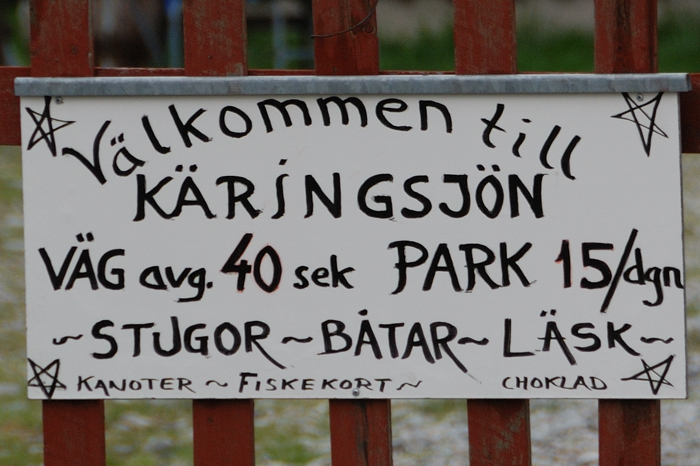 Välkommen till
KÄRINGSJÖN
VÄG avg. 40 sek PARK 15/dgn
~STUGOR~BÅTAR~LÄSK~
KANOTER ~ FISKEKORT ~ CHOKLAD